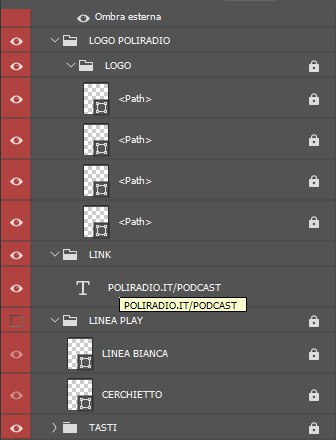 Ombra esterna
LOGO POLIRADIO
LOGO
<Path>
<Path>
<Path>
<Path>
LINK
T POLIRADIO.IT/PODCAST
POLIRADIO.IT/PODCAST
LINEA PLAY
LINEA BIANCA
CERCHIETTO
TASTI